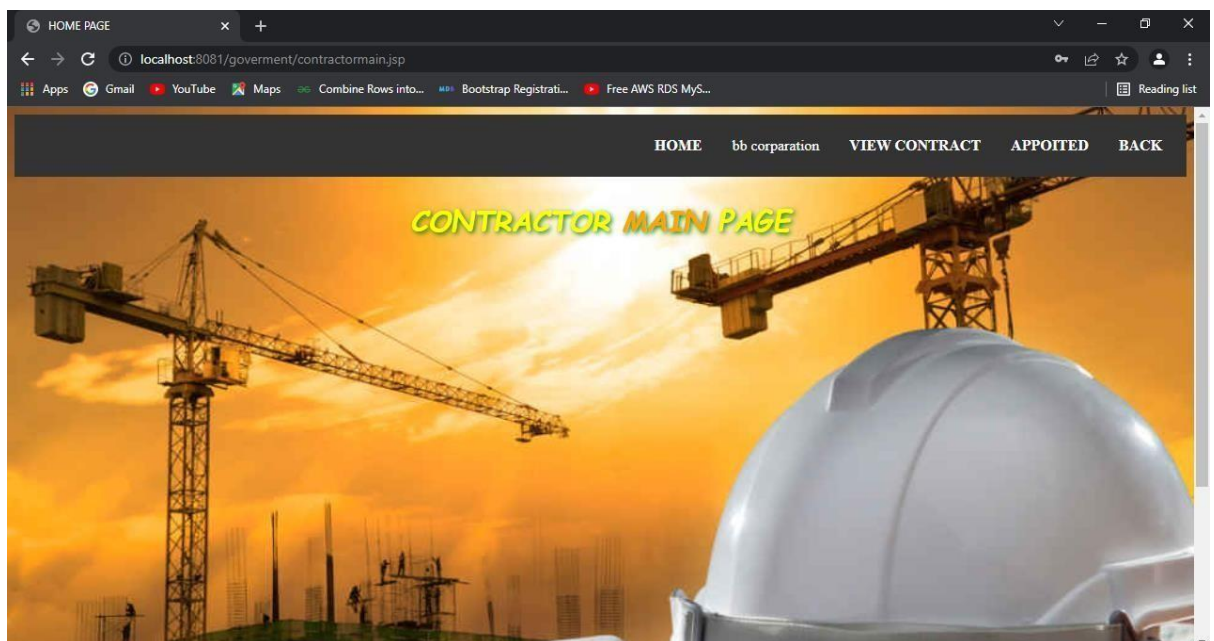 HOME PAGE
localhost:8081/goverment/contractormain.jsp
Apps Gmail YouTube Maps Combine Rows into... Bootstrap Registrati... Free AWS RDS MyS... Reading list
HOME bb corparation VIEW CONTRACT APPOITED BACK
CONTRACTOR MAIN PAGE